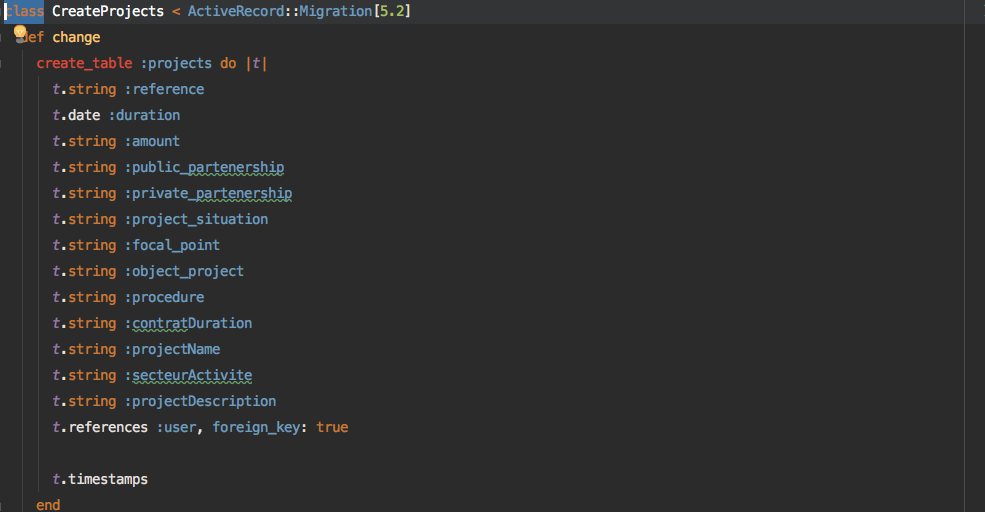 class CreateProjects < ActiveRecord::Migration[5.2]
def change
create_table :projects do |t|
t.string :reference
t.date :duration
t.string :amount
t.string :public_partenership
t.string :private_partenership
t.string :project_situation
t.string :focal_point
t.string :object_project
t.string :procedure
t.string :contratDuration
t.string :projectName
t.string :secteurActivite
t.string :projectDescription
t.references :user, foreign_key: true
t.timestamps
end